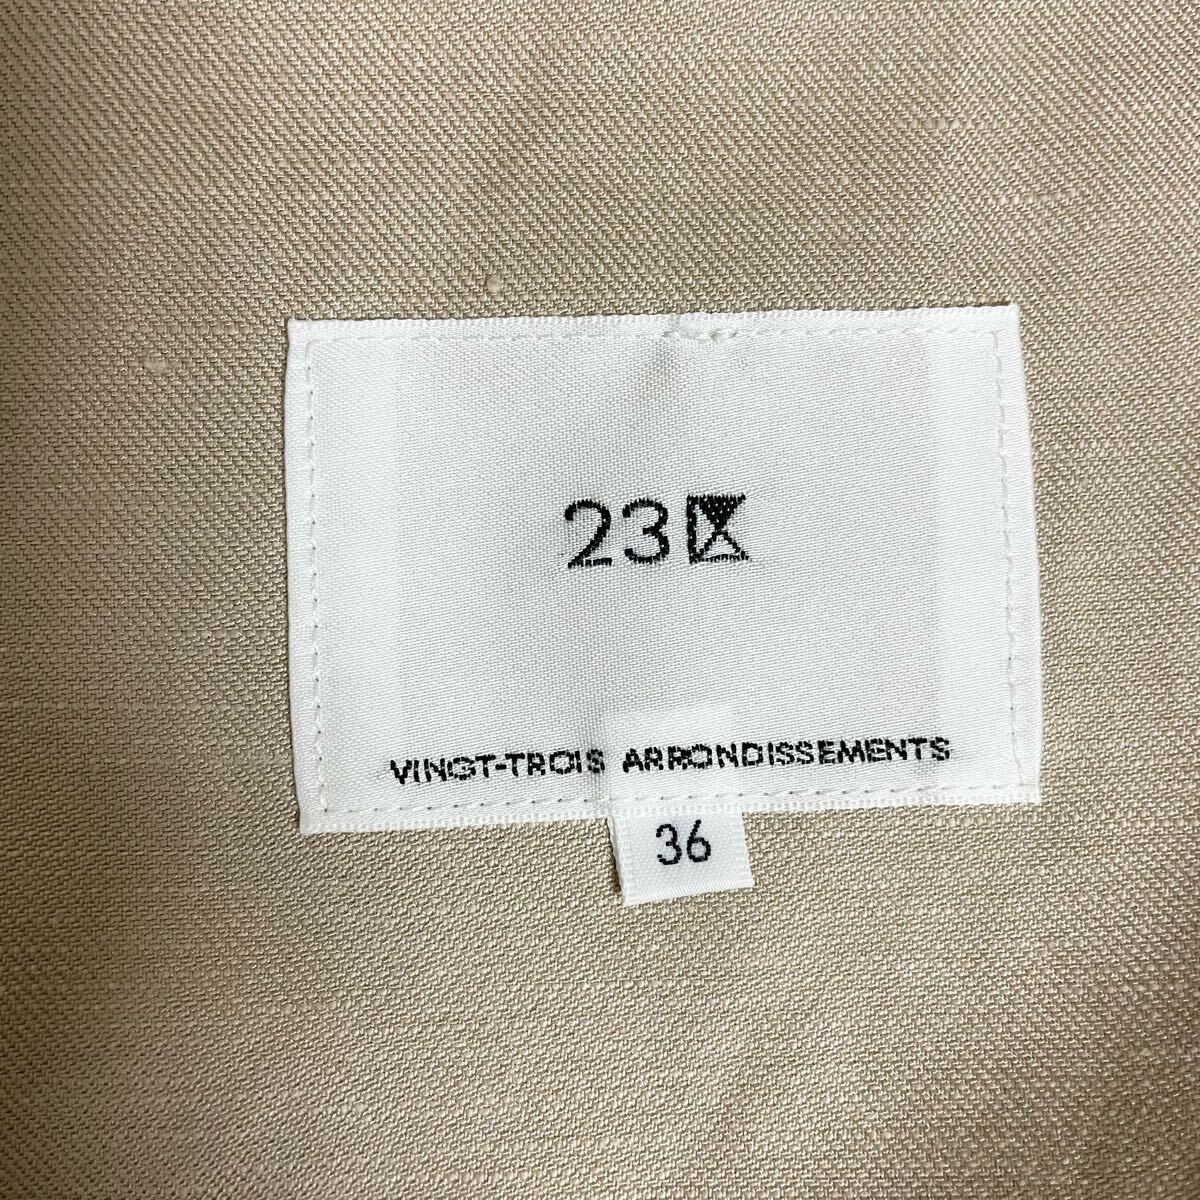 23区
VINGT-TROIS ARRONDISSEMENTS
36